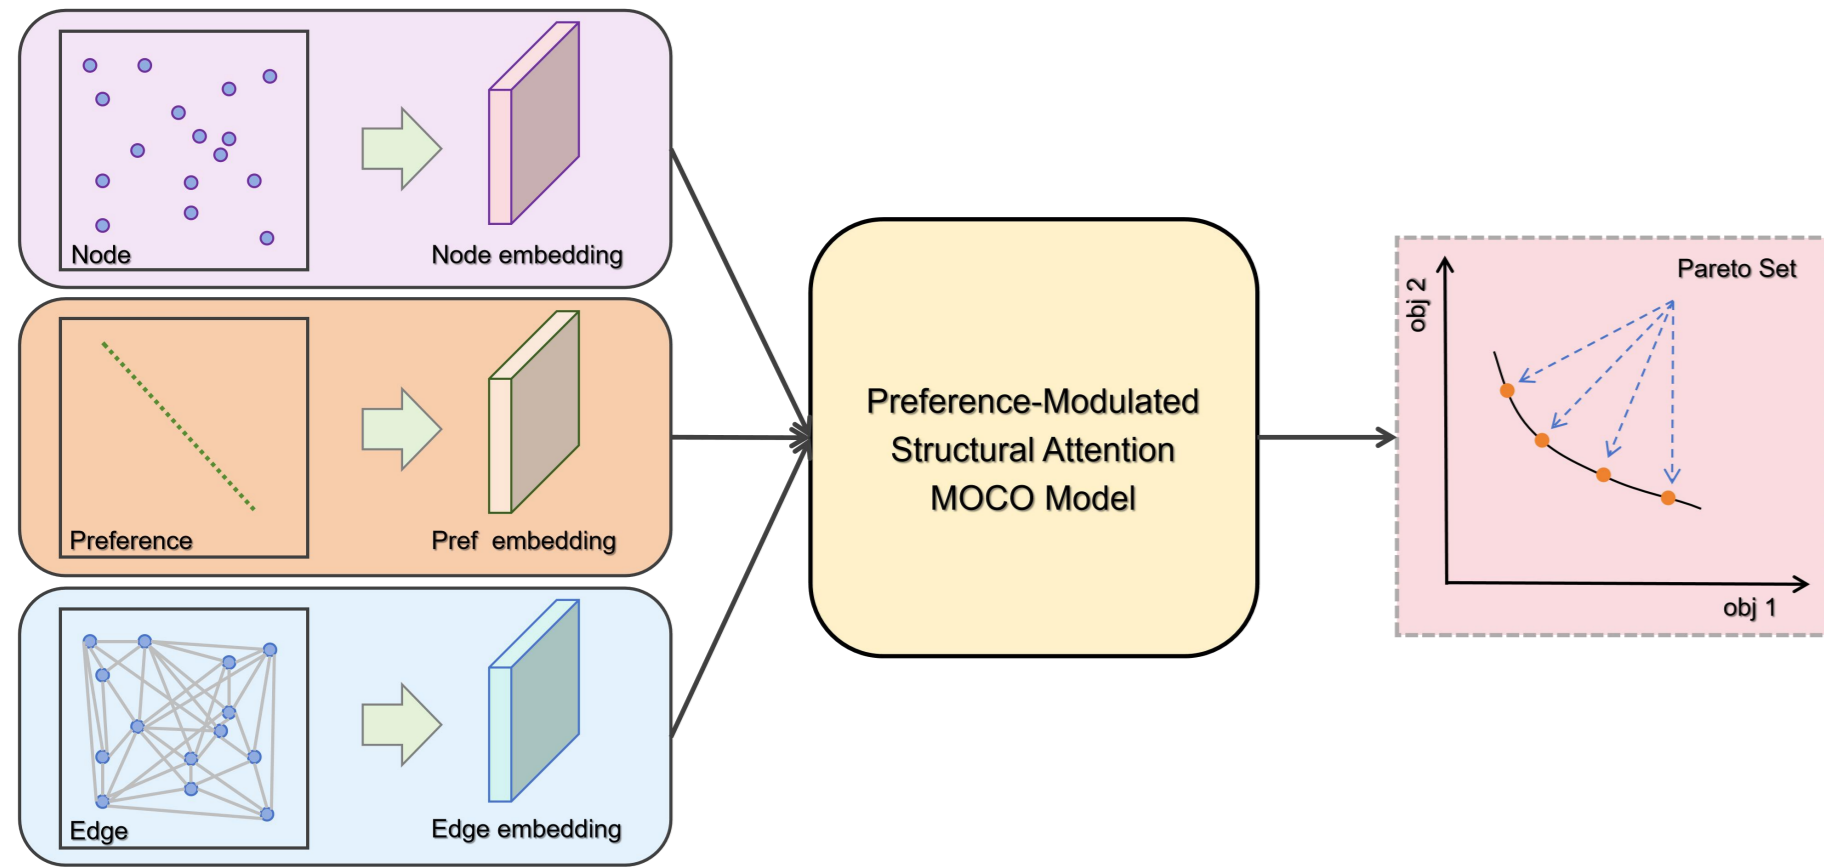 Node
Node embedding
Preference
Pref embedding
Edge
Edge embedding
Preference-Modulated
Structural Attention
MOCO Model
Pareto Set
obj 2
obj 1